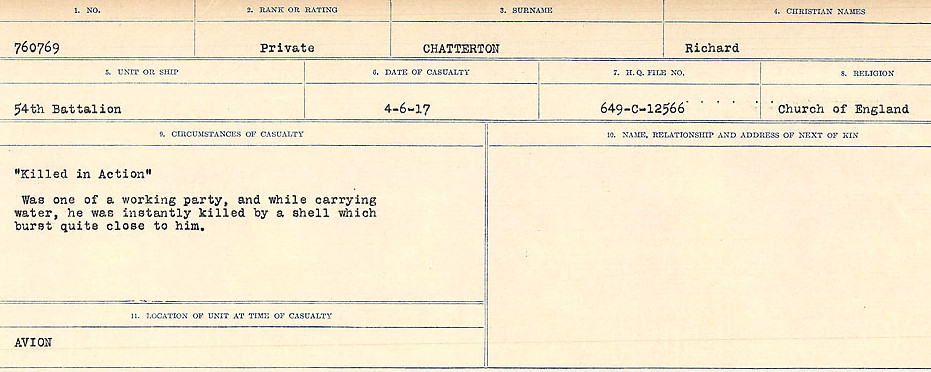 1. NO. 2. RANK OR RATING 3. SURNAME 4. CHRISTIAN NAMES
760769 Private CHATTERTON Richard
5. UNIT OR SHIP 6. DATE OF CASUALTY 7. H. Q. FILE NO. 8. RELIGION
54th Battalion 4-6-17 649-C-12566 Church of England
9. CIRCUMSTANCES OF CASUALTY
"Killed in Action"
Was one of a working party, and while carrying
water, he was instantly killed by a shell which
burst quite close to him.
10. NAME, RELATIONSHIP AND ADDRESS OF NEXT OF KIN
11. LOCATION OF UNIT AT TIME OF CASUALTY
AVION